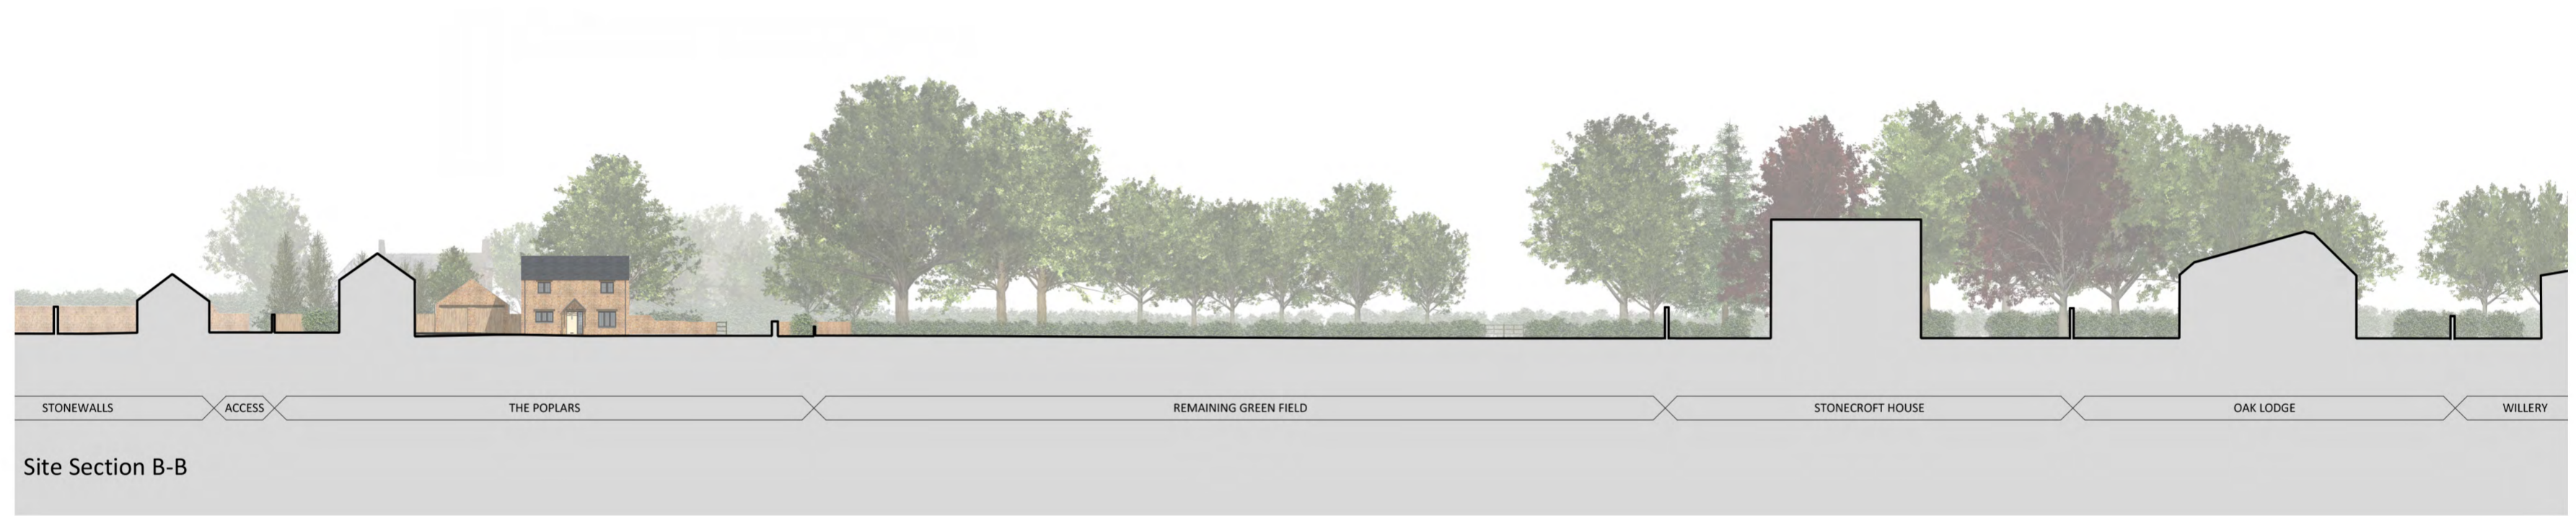 STONEWALLS
ACCESS
THE POPLARS
REMAINING GREEN FIELD
STONECROFT HOUSE
OAK LODGE
WILLERY
Site Section B-B